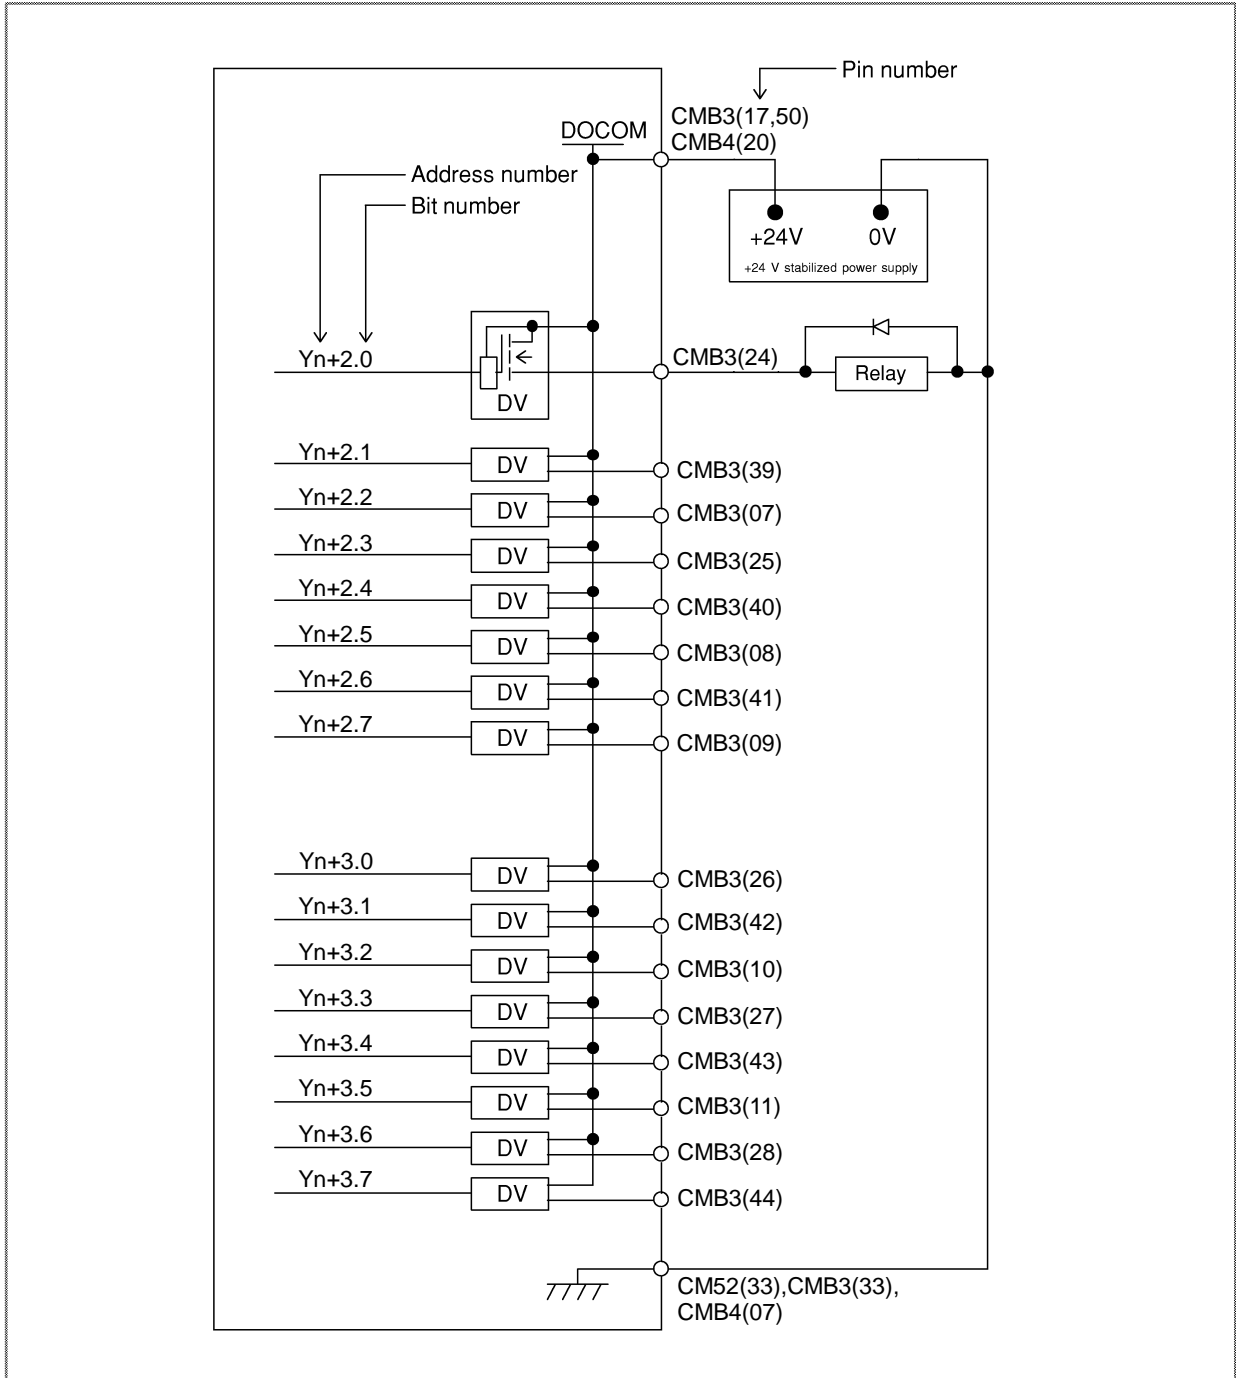 Pin number
CMB3(17,50)
DOCOM
CMB4(20)
Address number
Bit number
+24V 0V
+24 V stabilized power supply
Yn+2.0
CMB3(24)
Relay
DV
Yn+2.1
DV
CMB3(39)
Yn+2.2
DV
CMB3(07)
Yn+2.3
DV
CMB3(25)
Yn+2.4
DV
CMB3(40)
Yn+2.5
DV
CMB3(08)
Yn+2.6
DV
CMB3(41)
Yn+2.7
DV
CMB3(09)
Yn+3.0
DV
CMB3(26)
Yn+3.1
DV
CMB3(42)
Yn+3.2
DV
CMB3(10)
Yn+3.3
DV
CMB3(27)
Yn+3.4
DV
CMB3(43)
Yn+3.5
DV
CMB3(11)
Yn+3.6
DV
CMB3(28)
Yn+3.7
DV
CMB3(44)
CM52(33),CMB3(33),
CMB4(07)